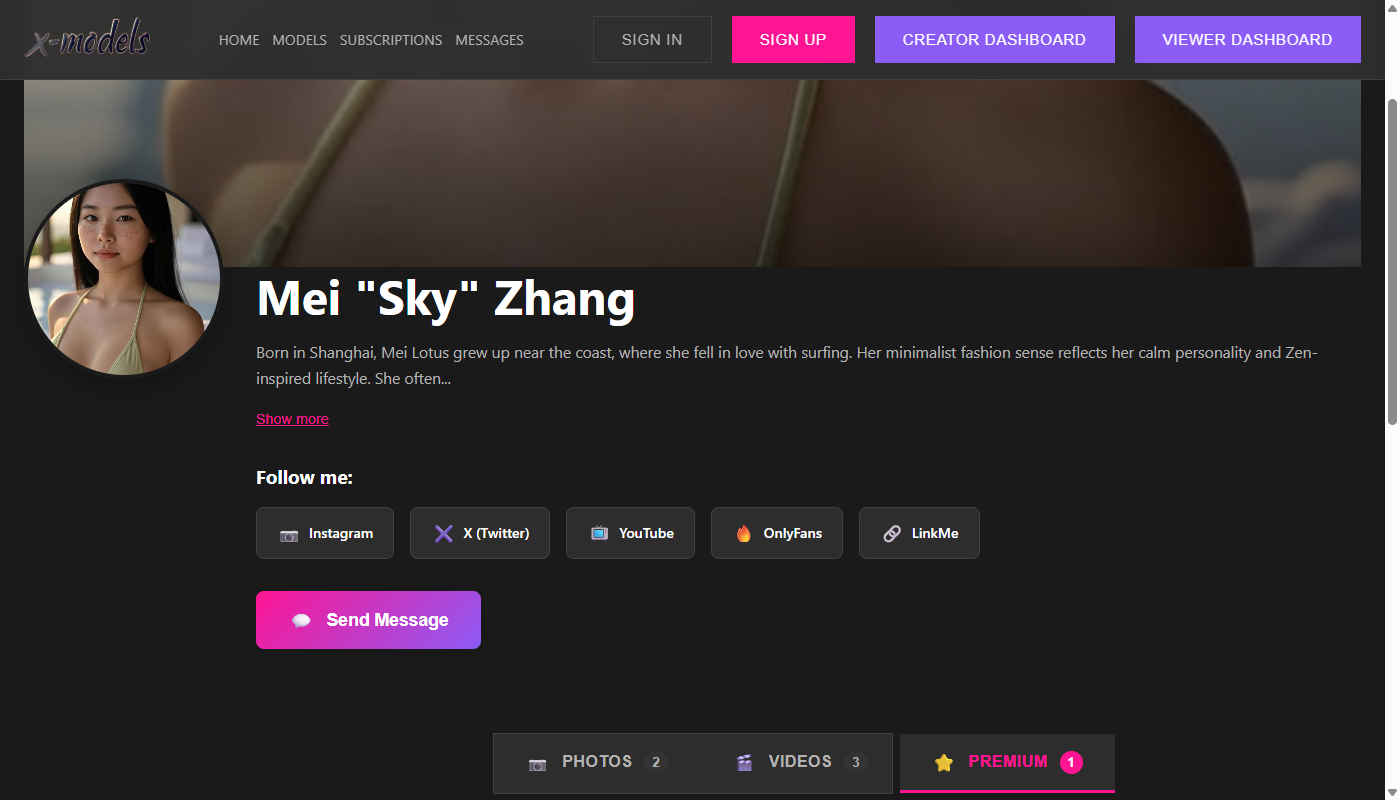 x-models
HOME MODELS SUBSCRIPTIONS MESSAGES SIGN IN SIGN UP CREATOR DASHBOARD VIEWER DASHBOARD
Mei "Sky" Zhang
Born in Shanghai, Mei Lotus grew up near the coast, where she fell in love with surfing. Her minimalist fashion sense reflects her calm personality and Zen-
inspired lifestyle. She often...
Show more
Follow me:
Instagram X (Twitter) YouTube OnlyFans LinkMe
Send Message
PHOTOS 2 VIDEOS 3 PREMIUM 1